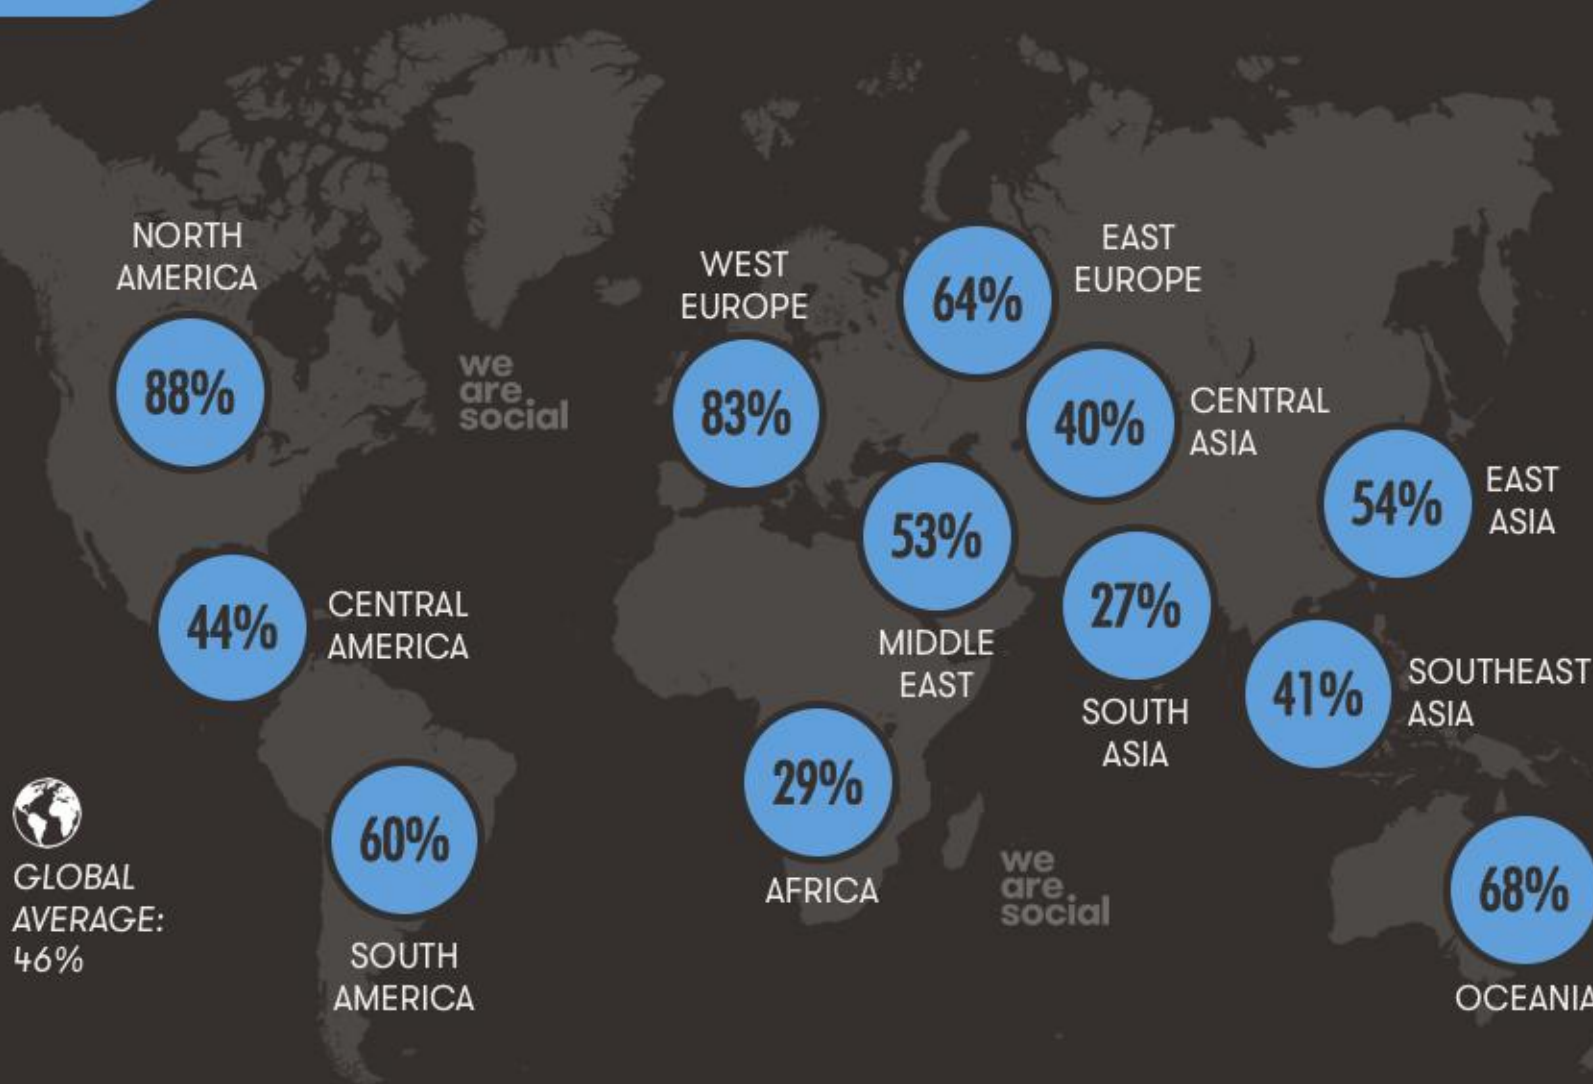 NORTH
AMERICA
88%
we
are.
social
WEST
EUROPE
83%
64%
EAST
EUROPE
40%
CENTRAL
ASIA
54%
EAST
ASIA
53%
MIDDLE
EAST
27%
SOUTH
ASIA
44%
CENTRAL
AMERICA
41%
SOUTHEAST
ASIA
29%
AFRICA
60%
SOUTH
AMERICA
we
are.
social
68%
OCEANIA
GLOBAL
AVERAGE:
46%